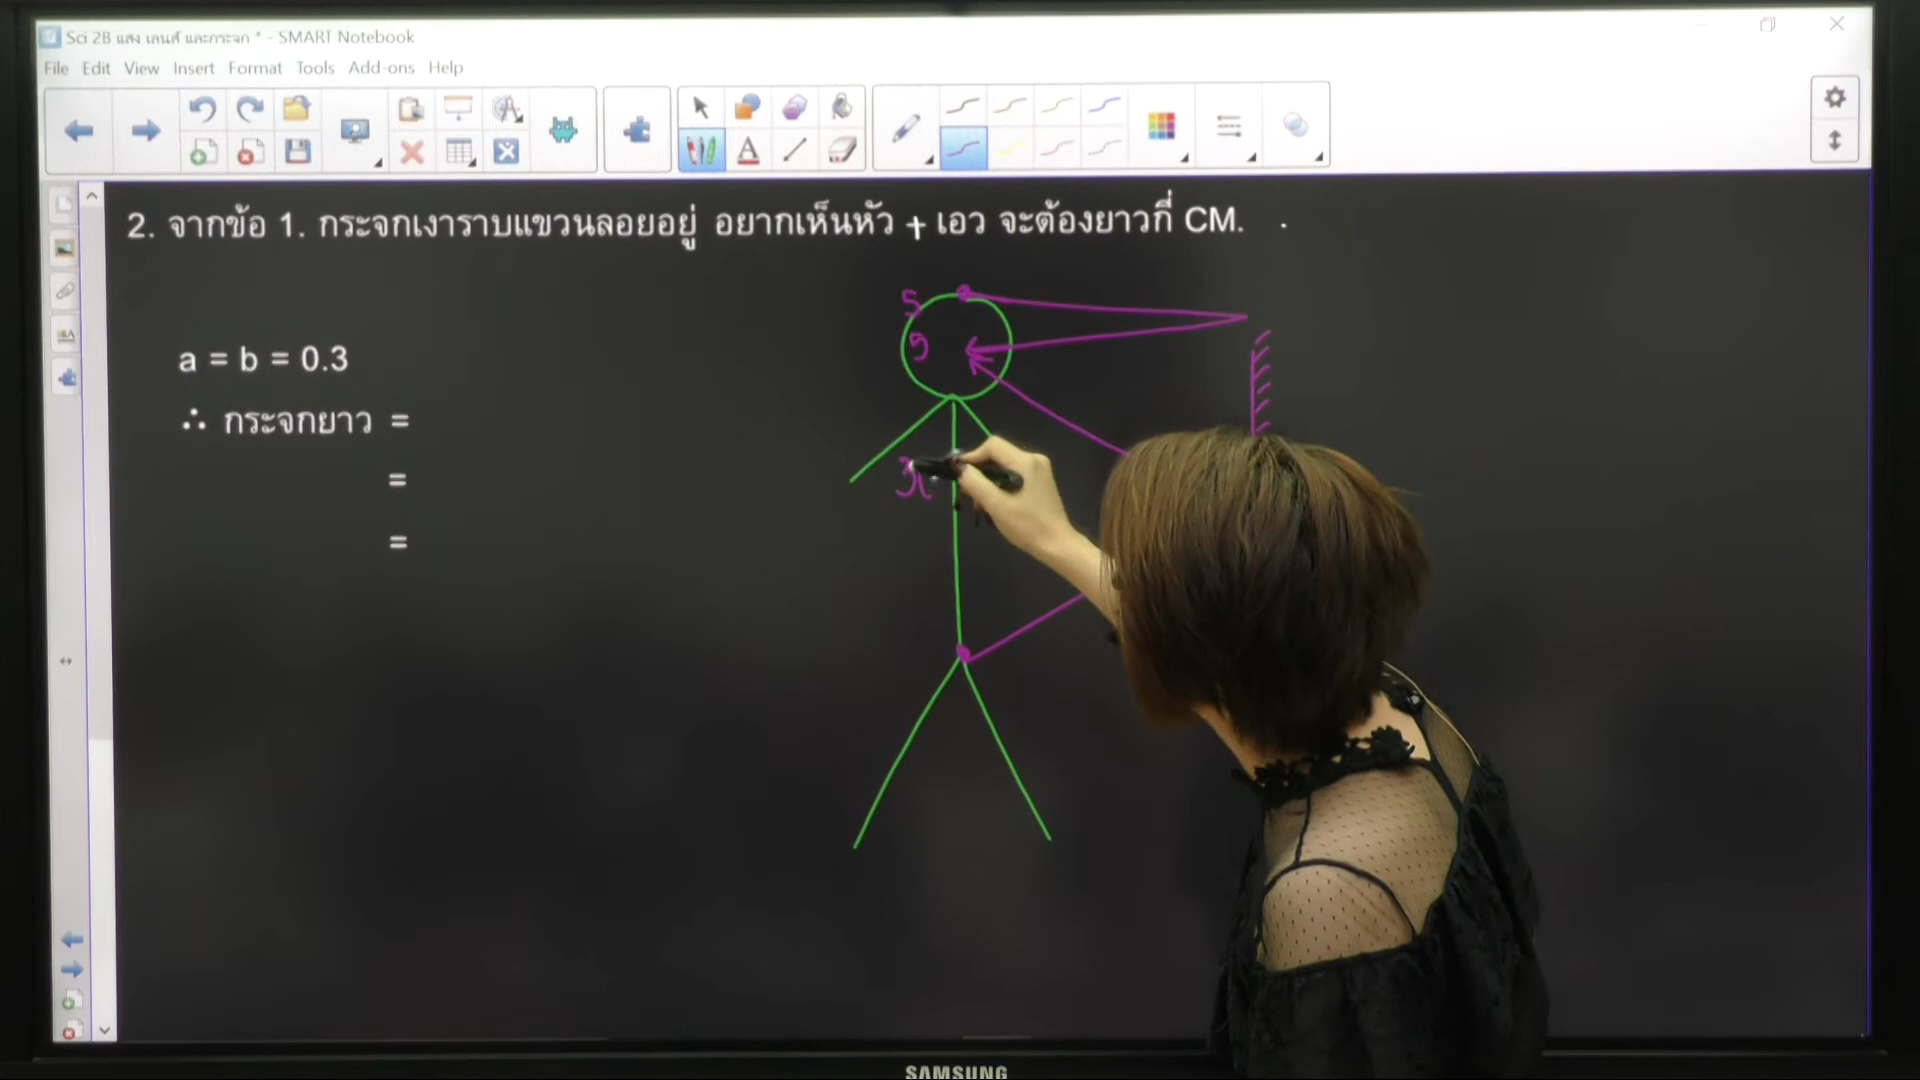 Sci 2B แสง เลนส์ และกระจก * - SMART Notebook
File Edit View Insert Format Tools Add-ons Help
2. จากข้อ 1. กระจกเงาราบแขวนลอยอยู่ อยากเห็นหัว + เอว จะต้องยาวกี่ CM. .
5
a = b = 0.3
∴ กระจกยาว =
=
=
SAMSUNG